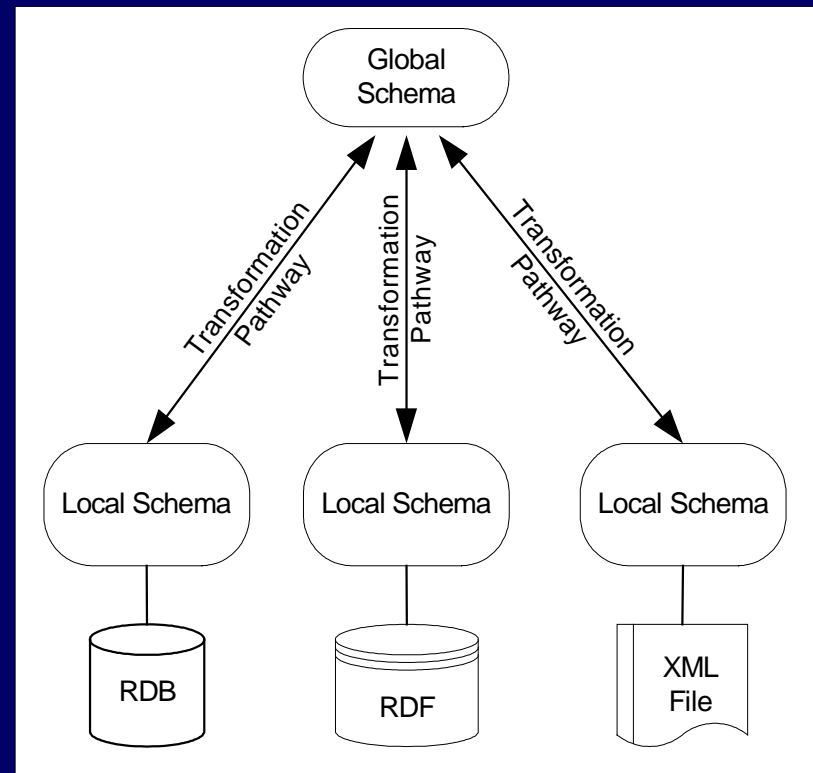 Global
Schema
Transformation
Pathway
Transformation
Pathway
Transformation
Pathway
Local Schema
Local Schema
Local Schema
RDB
RDF
XML
File